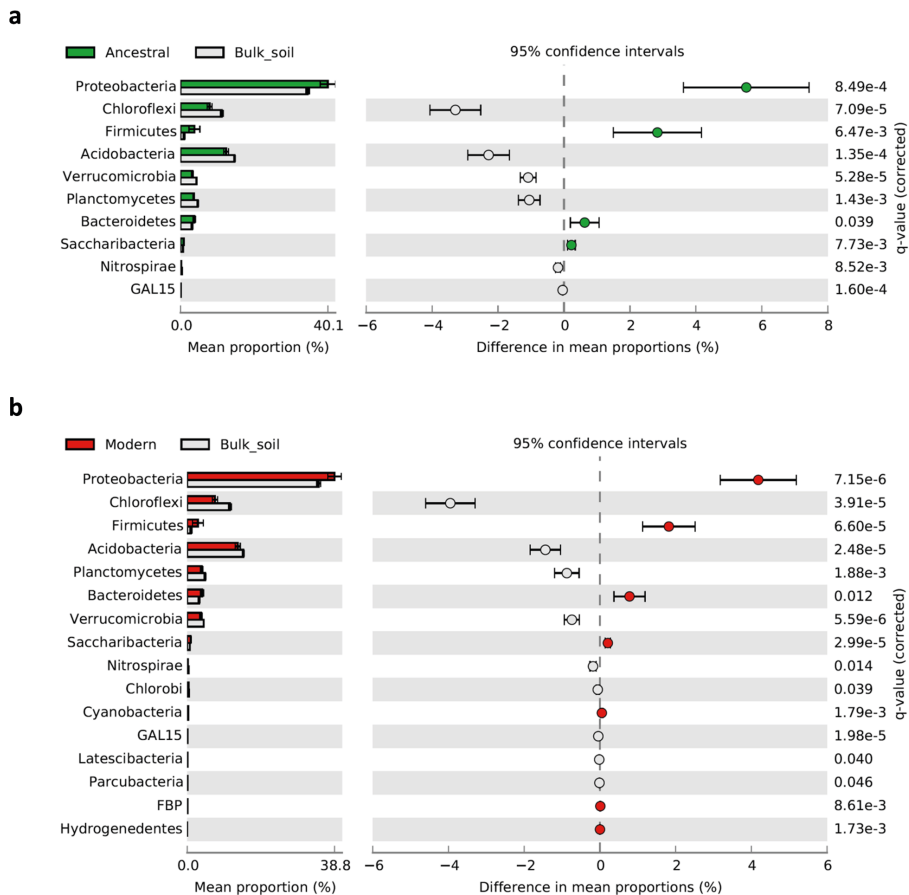 a
Ancestral Bulk_soil 95% confidence intervals
Proteobacteria 8.49e-4
Chloroflexi 7.09e-5
Firmicutes 6.47e-3
Acidobacteria 1.35e-4
Verrucomicrobia 5.28e-5
Planctomycetes 1.43e-3
Bacteroidetes 0.039
Saccharibacteria 7.73e-3
Nitrospirae 8.52e-3
GAL15 1.60e-4
q-value (corrected)
0.0 40.1 −6 −4 −2 0 2 4 6 8
Mean proportion (%) Difference in mean proportions (%)
b
Modern Bulk_soil 95% confidence intervals
Proteobacteria 7.15e-6
Chloroflexi 3.91e-5
Firmicutes 6.60e-5
Acidobacteria 2.48e-5
Planctomycetes 1.88e-3
Bacteroidetes 0.012
Verrucomicrobia 5.59e-6
Saccharibacteria 2.99e-5
Nitrospirae 0.014
Chlorobi 0.039
Cyanobacteria 1.79e-3
GAL15 1.98e-5
Latescibacteria 0.040
Parcubacteria 0.046
FBP 8.61e-3
Hydrogenedentes 1.73e-3
q-value (corrected)
0.0 38.8 −6 −4 −2 0 2 4 6
Mean proportion (%) Difference in mean proportions (%)